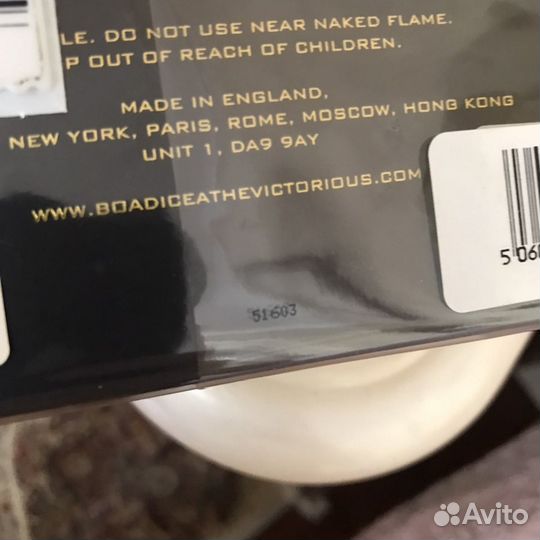 LE. DO NOT USE NEAR NAKED FLAME.
P OUT OF REACH OF CHILDREN.
MADE IN ENGLAND,
NEW YORK, PARIS, ROME, MOSCOW, HONG KONG
UNIT 1, DA9 9AY
WWW.BOADICEATHEVICTORIOUS.COM
5 06
51603
Avito